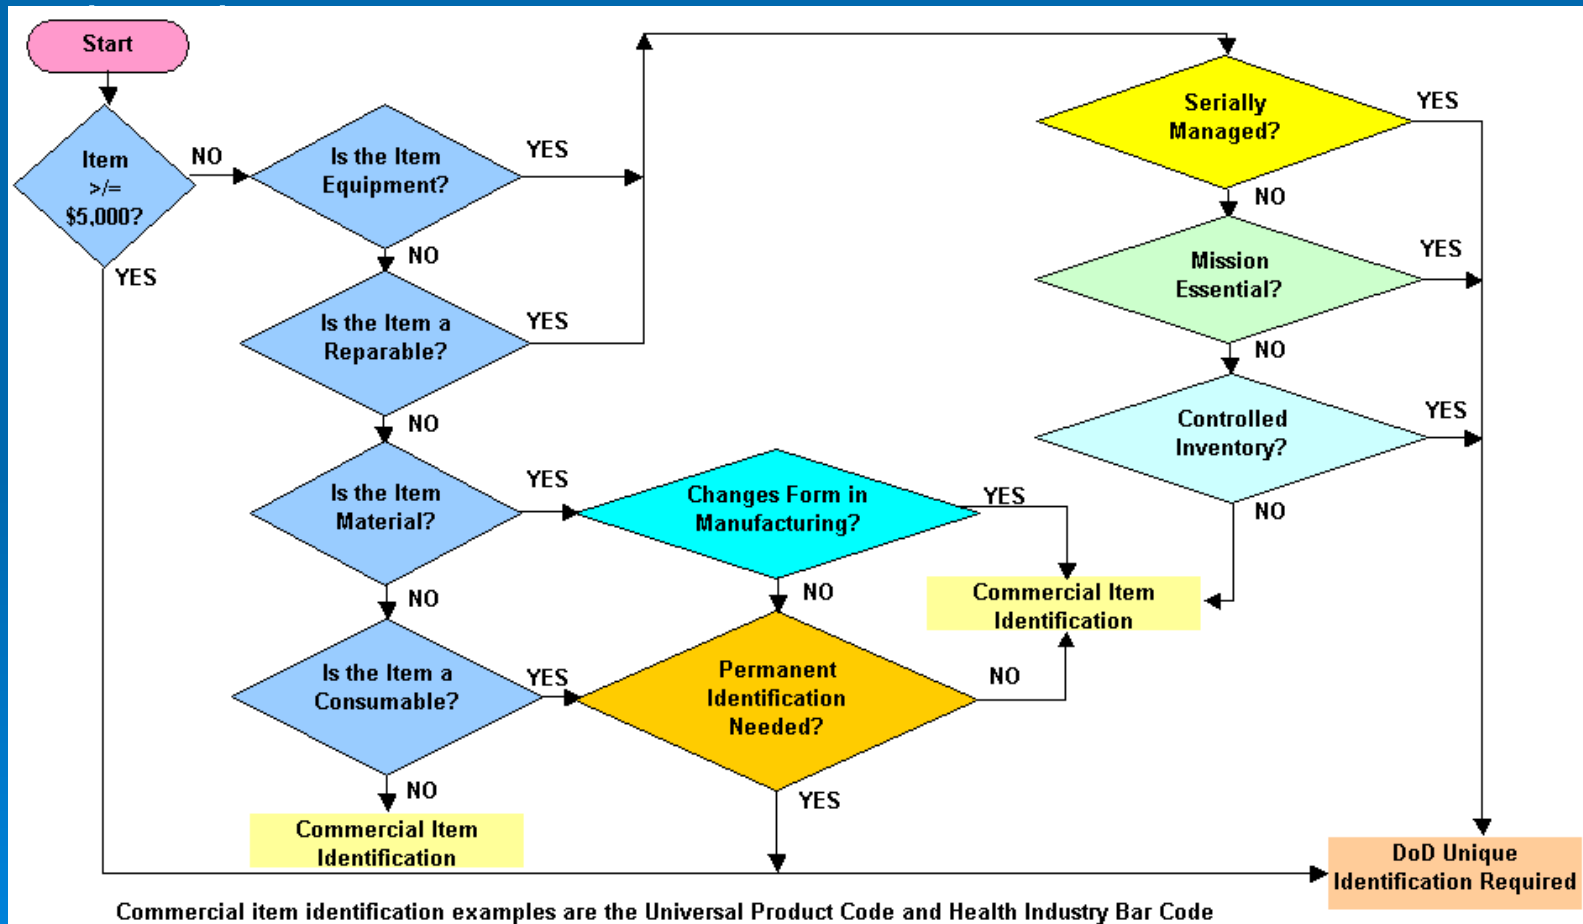 Start
Item
>/=
$5,000?
NO
YES
Is the Item
Equipment?
YES
NO
Is the Item a
Reparable?
YES
NO
Is the Item
Material?
YES
NO
Is the Item a
Consumable?
YES
NO
Commercial Item
Identification
Changes Form in
Manufacturing?
YES
NO
Permanent
Identification
Needed?
NO
YES
Commercial Item
Identification
Serially
Managed?
YES
NO
Mission
Essential?
YES
NO
Controlled
Inventory?
YES
NO
DoD Unique
Identification Required
Commercial item identification examples are the Universal Product Code and Health Industry Bar Code